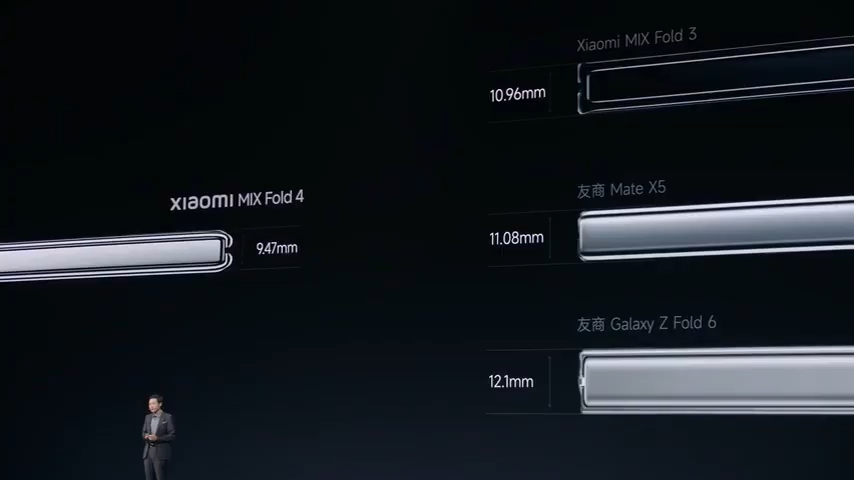 xiaomi MIX Fold 4
9.47mm
Xiaomi MIX Fold 3
10.96mm
友商 Mate X5
11.08mm
友商 Galaxy Z Fold 6
12.1mm